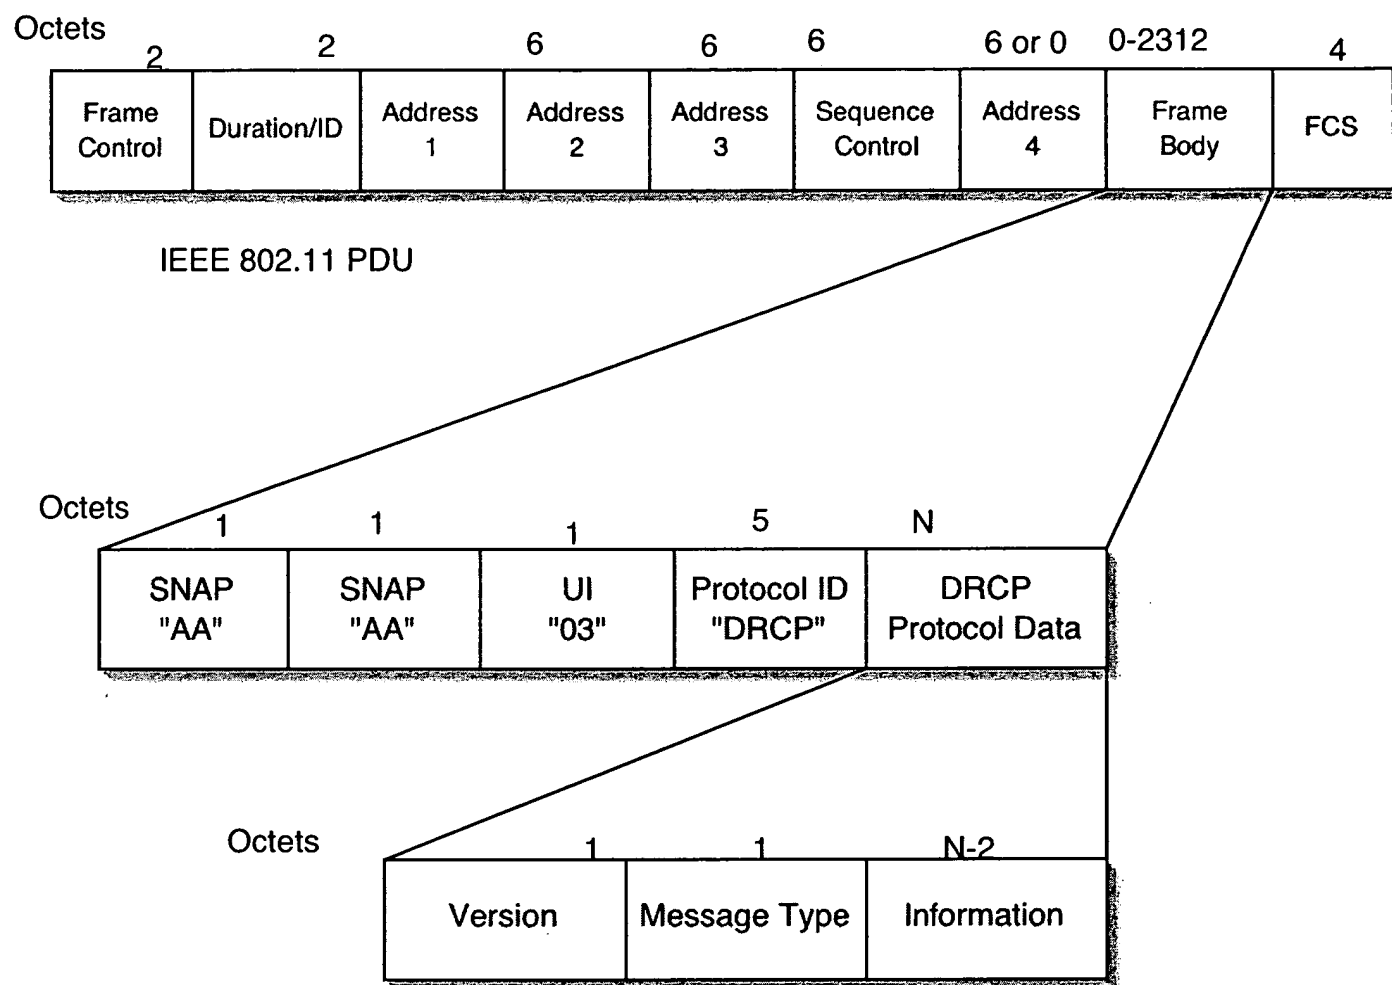 Octets
2 2 6 6 6 6 or 0 0-2312 4
Frame Control
Duration/ID
Address 1
Address 2
Address 3
Sequence Control
Address 4
Frame Body
FCS
IEEE 802.11 PDU
Octets
1 1 1 5 N
SNAP "AA"
SNAP "AA"
UI "03"
Protocol ID "DRCP"
DRCP Protocol Data
Octets
1 1 N-2
Version
Message Type
Information